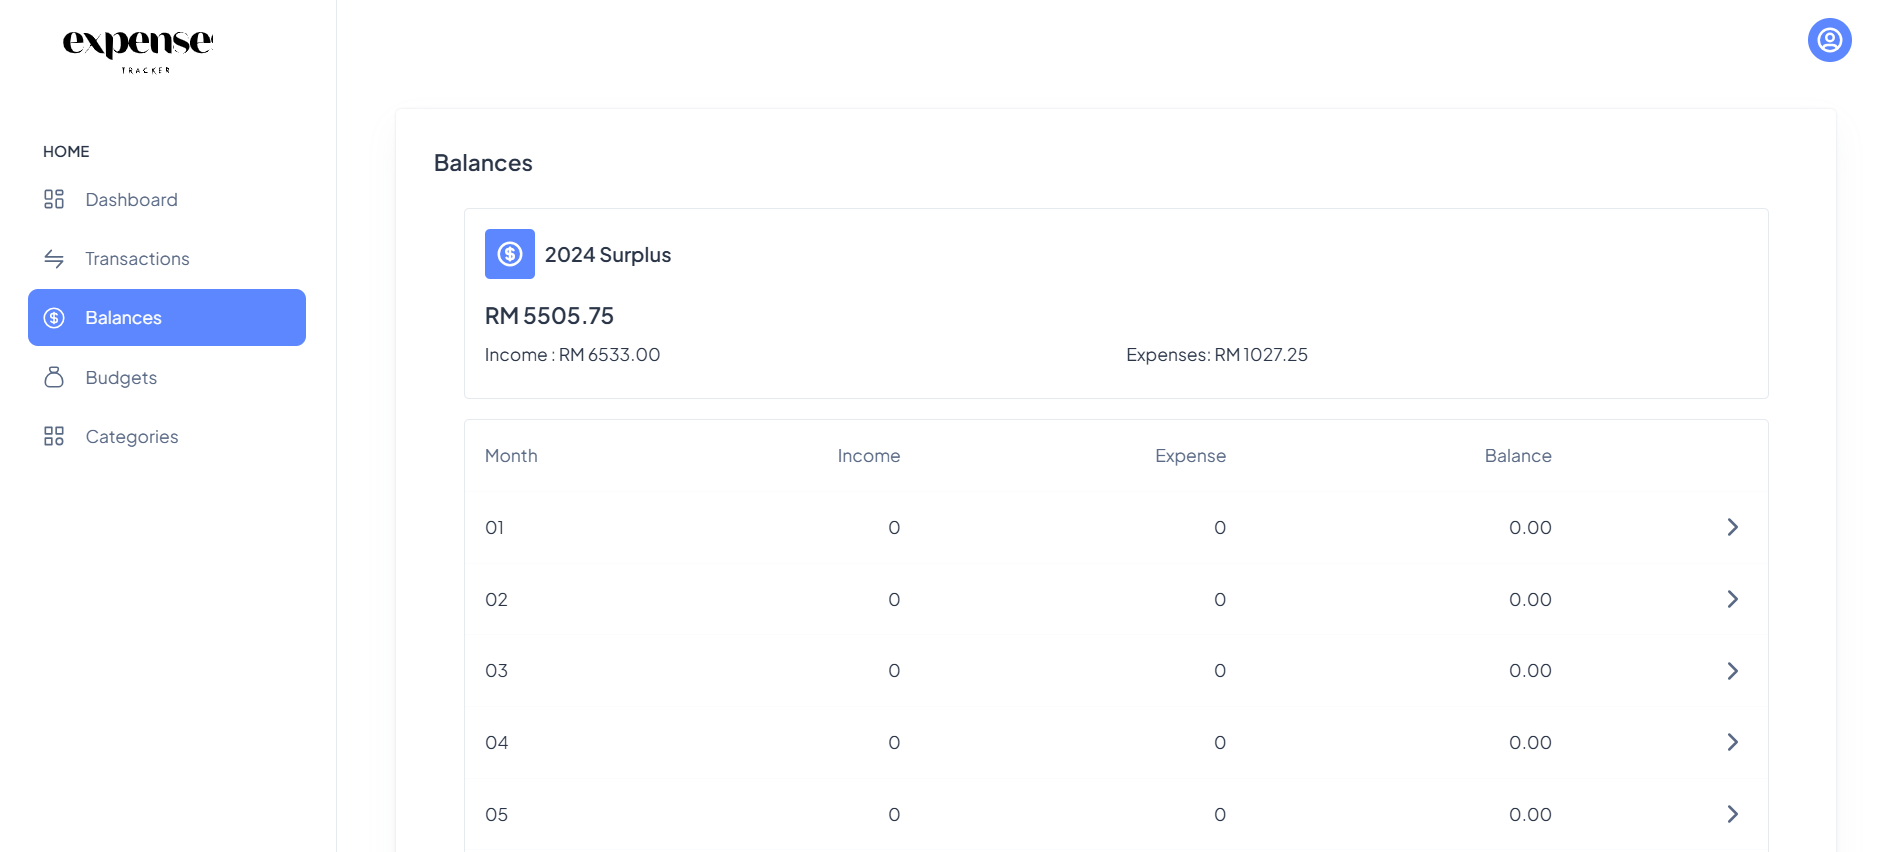 expense
TRACKER
HOME
Dashboard
Transactions
Balances
Budgets
Categories
Balances
2024 Surplus
RM 5505.75
Income : RM 6533.00 Expenses: RM 1027.25
Month Income Expense Balance
01 0 0 0.00
02 0 0 0.00
03 0 0 0.00
04 0 0 0.00
05 0 0 0.00